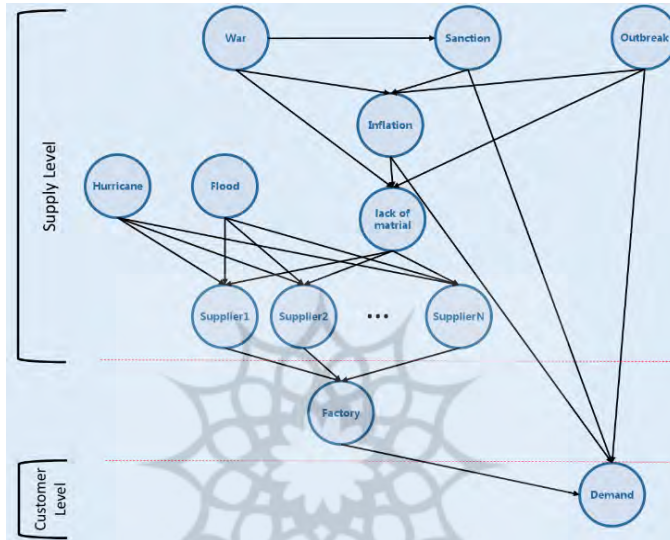 War
Sanction
Outbreak
Inflation
Supply Level
Hurricane
Flood
lack of
matrial
Supplier1
Supplier2
...
SupplierN
Factory
Customer
Level
Demand